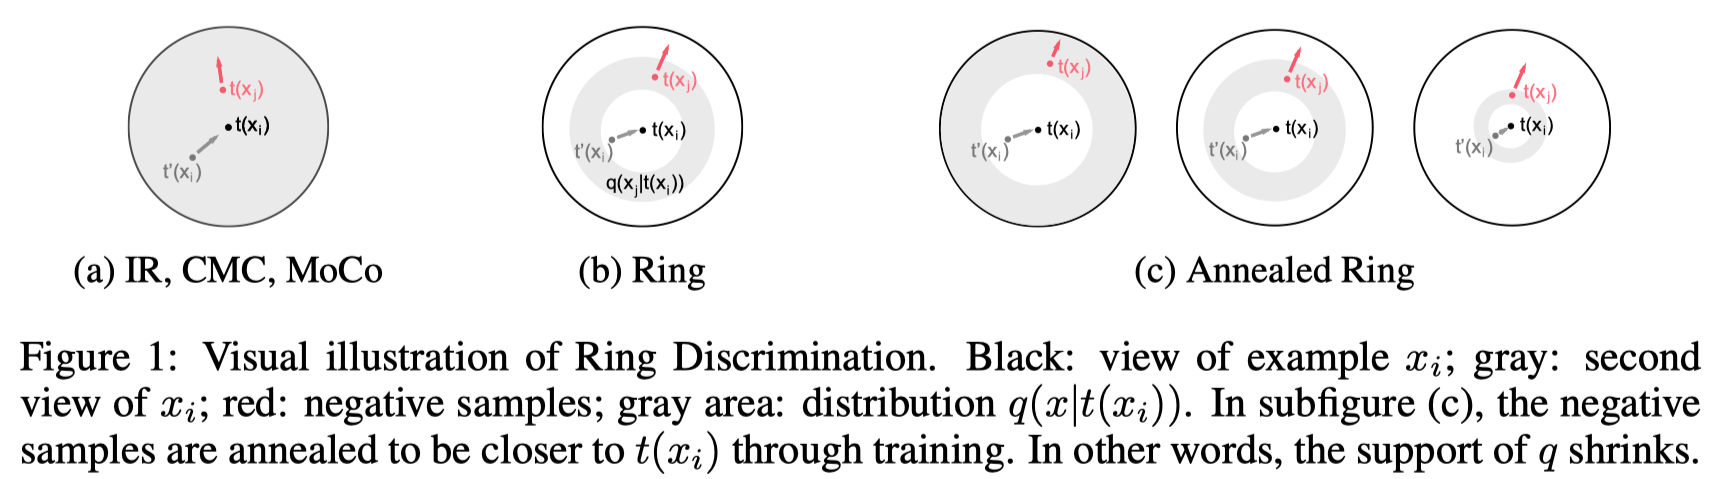 t(xⱼ)
t(xᵢ)
t'(xᵢ)
(a) IR, CMC, MoCo
t(xⱼ)
t(xᵢ)
t'(xᵢ)
q(xⱼ|t(xᵢ))
(b) Ring
t(xⱼ)
t(xᵢ)
t'(xᵢ)
t(xⱼ)
t(xᵢ)
t'(xᵢ)
t(xⱼ)
t(xᵢ)
t'(xᵢ)
(c) Annealed Ring
Figure 1: Visual illustration of Ring Discrimination. Black: view of example xᵢ; gray: second
view of xᵢ; red: negative samples; gray area: distribution q(x|t(xᵢ)). In subfigure (c), the negative
samples are annealed to be closer to t(xᵢ) through training. In other words, the support of q shrinks.